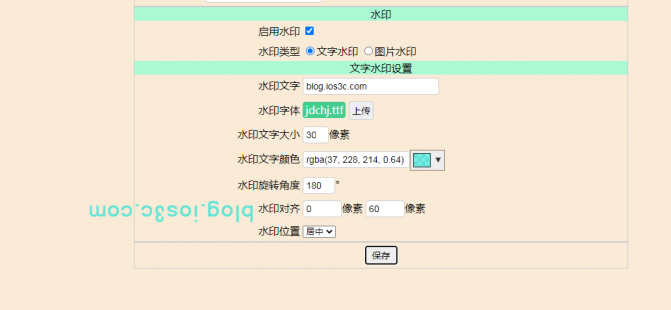 水印
启用水印
水印类型 文字水印 图片水印
文字水印设置
水印文字 blog.ios3c.com
水印字体 jdchj.ttf 上传
水印文字大小 30 像素
水印文字颜色 rgba(37, 228, 214, 0.64)
水印旋转角度 180 °
blog.ios3c.com
水印对齐 0 像素 60 像素
水印位置 居中
保存